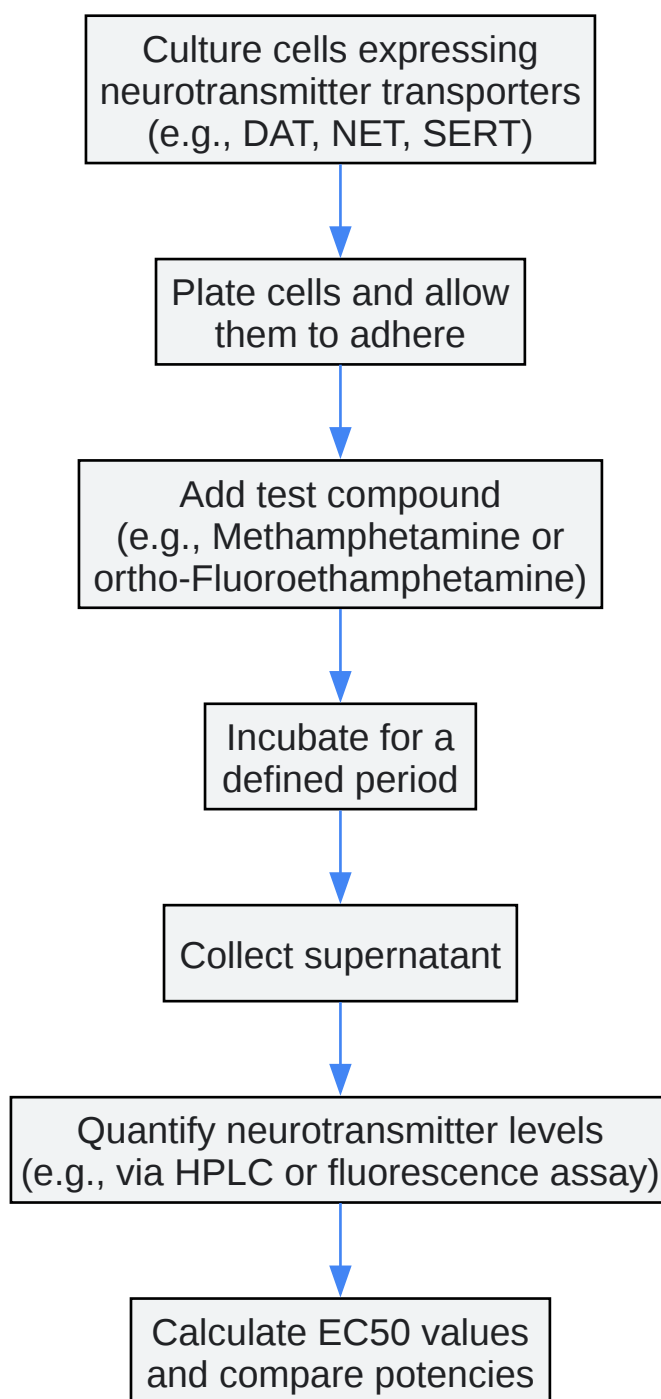 Culture cells expressing
neurotransmitter transporters
(e.g., DAT, NET, SERT)
Plate cells and allow
them to adhere
Add test compound
(e.g., Methamphetamine or
ortho-Fluoroethamphetamine)
Incubate for a
defined period
Collect supernatant
Quantify neurotransmitter levels
(e.g., via HPLC or fluorescence assay)
Calculate EC50 values
and compare potencies